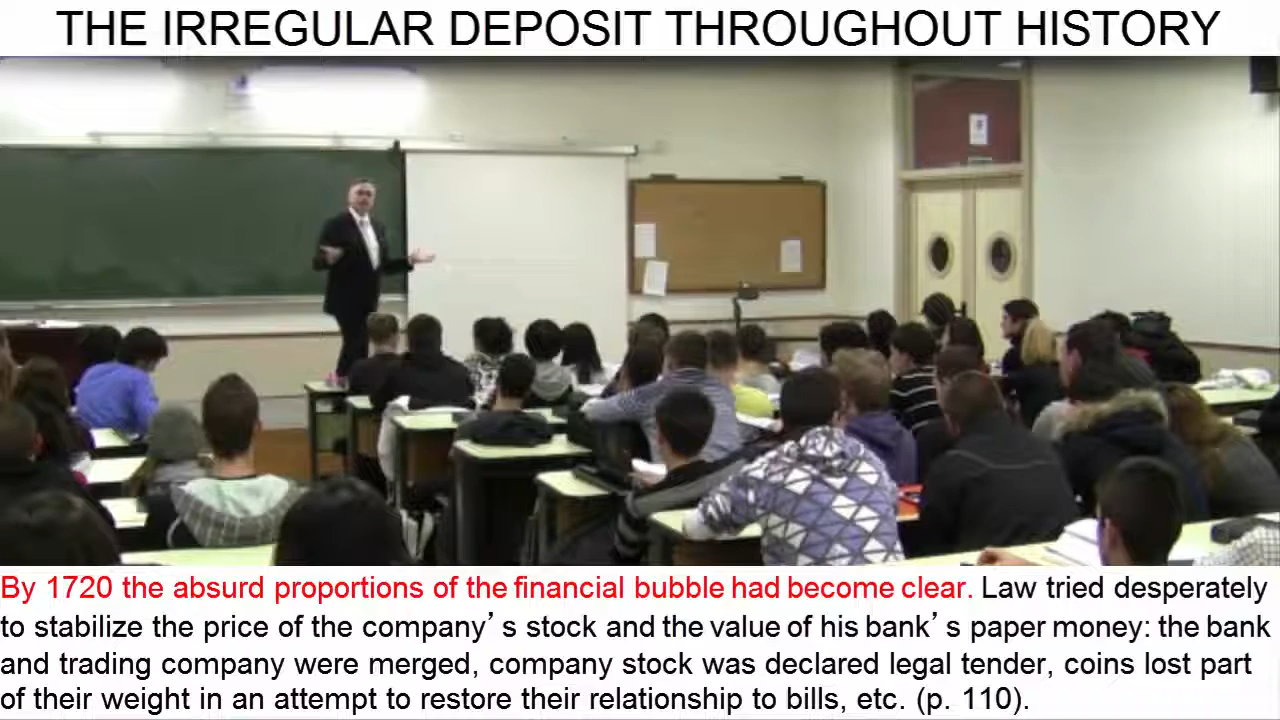 THE IRREGULAR DEPOSIT THROUGHOUT HISTORY
By 1720 the absurd proportions of the financial bubble had become clear. Law tried desperately
to stabilize the price of the company’s stock and the value of his bank’s paper money: the bank
and trading company were merged, company stock was declared legal tender, coins lost part
of their weight in an attempt to restore their relationship to bills, etc. (p. 110).